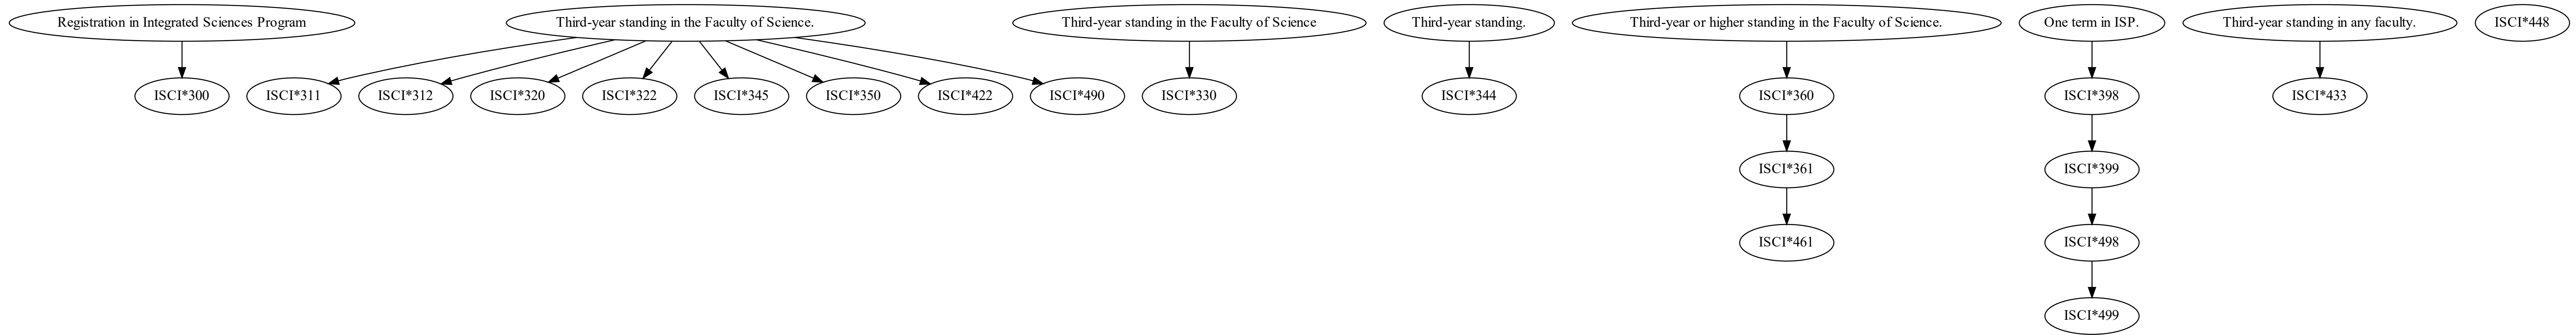 Registration in Integrated Sciences Program
Third-year standing in the Faculty of Science.
Third-year standing in the Faculty of Science
Third-year standing.
Third-year or higher standing in the Faculty of Science.
One term in ISP.
Third-year standing in any faculty.
ISCI*448
ISCI*300
ISCI*311
ISCI*312
ISCI*320
ISCI*322
ISCI*345
ISCI*350
ISCI*422
ISCI*490
ISCI*330
ISCI*344
ISCI*360
ISCI*398
ISCI*433
ISCI*361
ISCI*399
ISCI*461
ISCI*498
ISCI*499